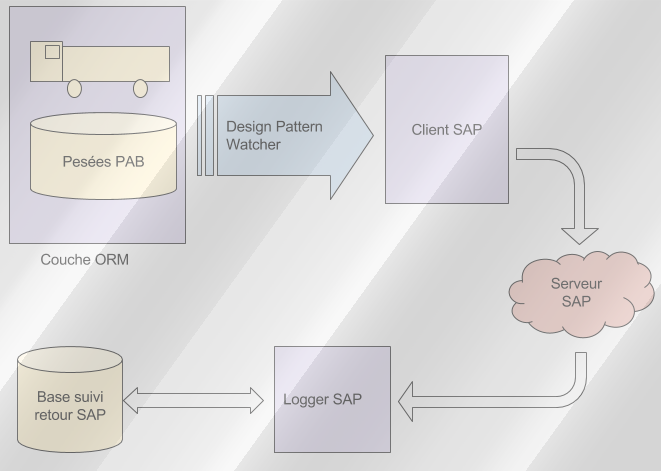 Pesées PAB
Couche ORM
Design Pattern
Watcher
Client SAP
Serveur
SAP
Logger SAP
Base suivi
retour SAP